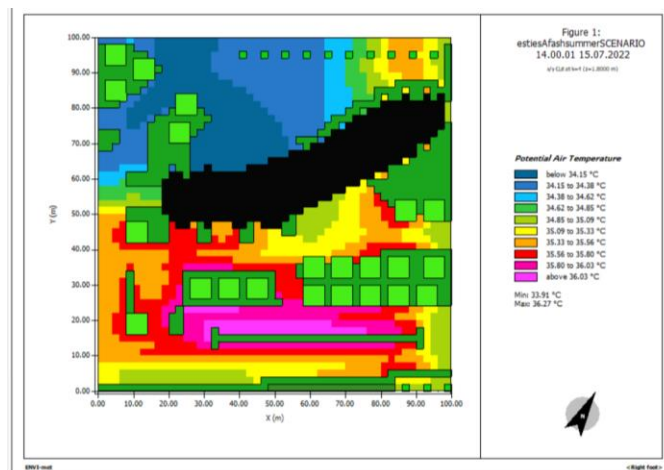 Figure 1:
estiesAfashsummerSCENARIO
14.00.01 15.07.2022
Y (m)
100.00
90.00
80.00
70.00
60.00
50.00
40.00
30.00
20.00
10.00
0.00
0.00 10.00 20.00 30.00 40.00 50.00 60.00 70.00 80.00 90.00 100.00
X (m)
Potential Air Temperature
below 34.15 °C
34.15 to 34.38 °C
34.38 to 34.62 °C
34.62 to 34.85 °C
34.85 to 35.09 °C
35.09 to 35.33 °C
35.33 to 35.56 °C
35.56 to 35.80 °C
35.80 to 36.03 °C
above 36.03 °C
Min: 33.91 °C
Max: 36.27 °C
N
<Right foot>